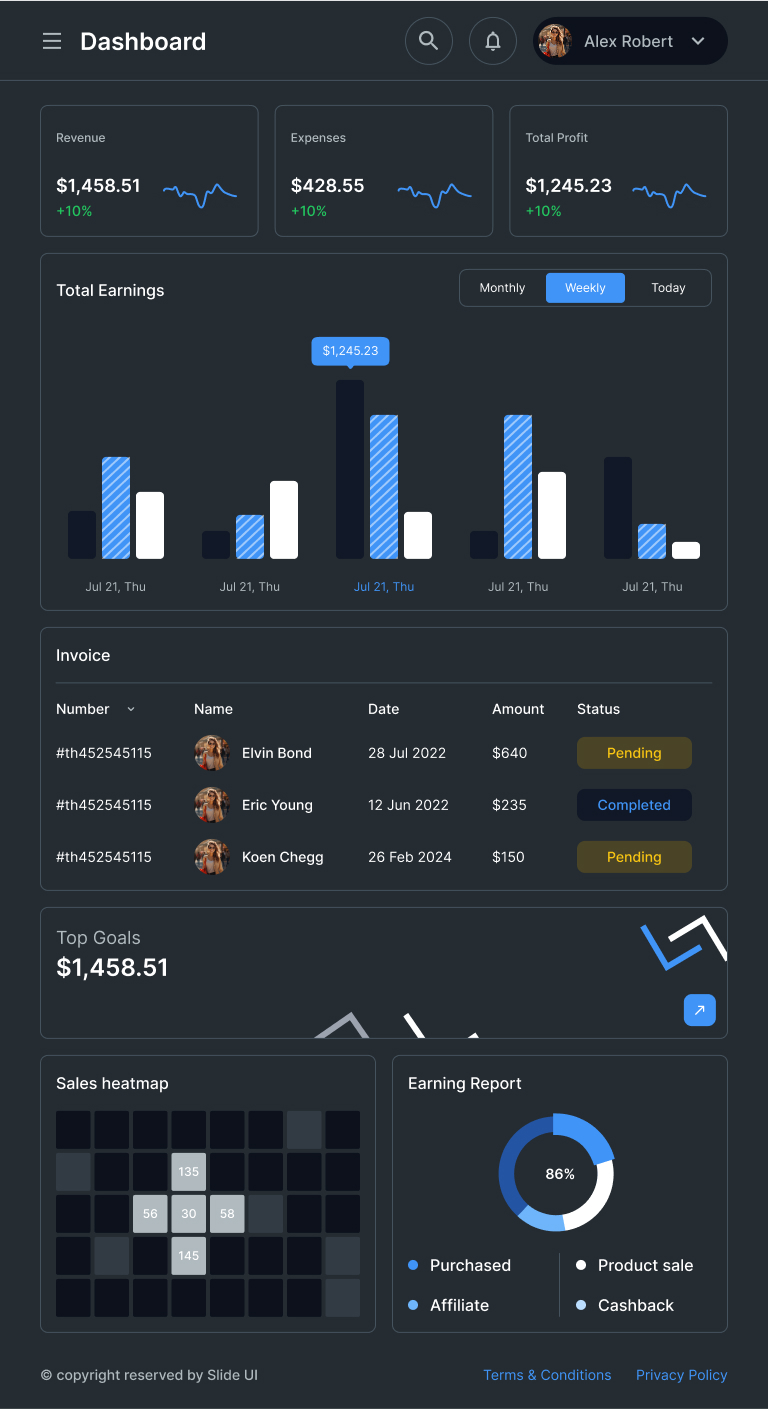 Dashboard
Alex Robert
Revenue
$1,458.51
+10%
Expenses
$428.55
+10%
Total Profit
$1,245.23
+10%
Total Earnings
Monthly Weekly Today
$1,245.23
Jul 21, Thu Jul 21, Thu Jul 21, Thu Jul 21, Thu Jul 21, Thu
Invoice
Number Name Date Amount Status
#th452545115 Elvin Bond 28 Jul 2022 $640 Pending
#th452545115 Eric Young 12 Jun 2022 $235 Completed
#th452545115 Koen Chegg 26 Feb 2024 $150 Pending
Top Goals
$1,458.51
Sales heatmap
135
56 30 58
145
Earning Report
86%
Purchased Product sale
Affiliate Cashback
© copyright reserved by Slide UI
Terms & Conditions Privacy Policy